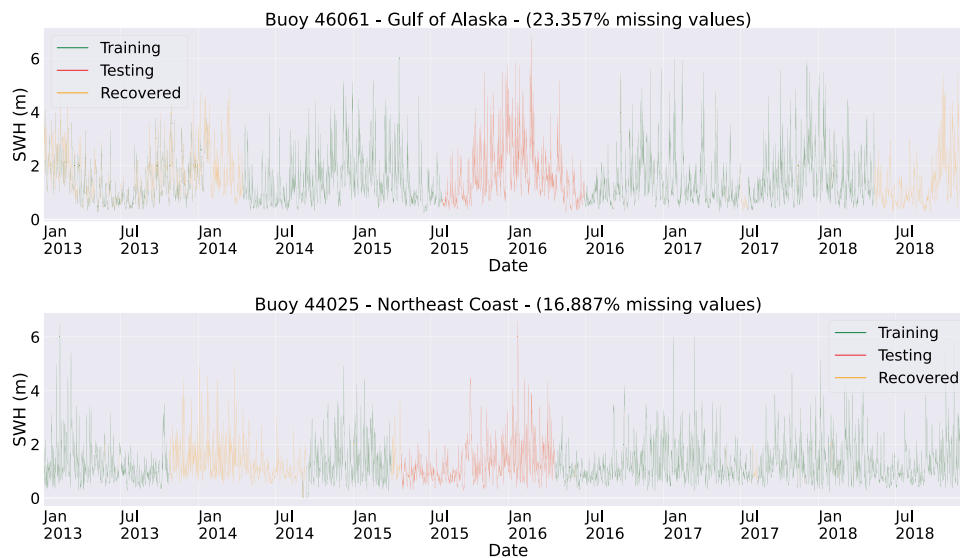 Buoy 46061 - Gulf of Alaska - (23.357% missing values)
Training
Testing
Recovered
SWH (m)
6
4
2
0
Jan 2013
Jul 2013
Jan 2014
Jul 2014
Jan 2015
Jul 2015
Jan 2016
Jul 2016
Jan 2017
Jul 2017
Jan 2018
Jul 2018
Date
Buoy 44025 - Northeast Coast - (16.887% missing values)
Training
Testing
Recovered
SWH (m)
6
4
2
0
Jan 2013
Jul 2013
Jan 2014
Jul 2014
Jan 2015
Jul 2015
Jan 2016
Jul 2016
Jan 2017
Jul 2017
Jan 2018
Jul 2018
Date